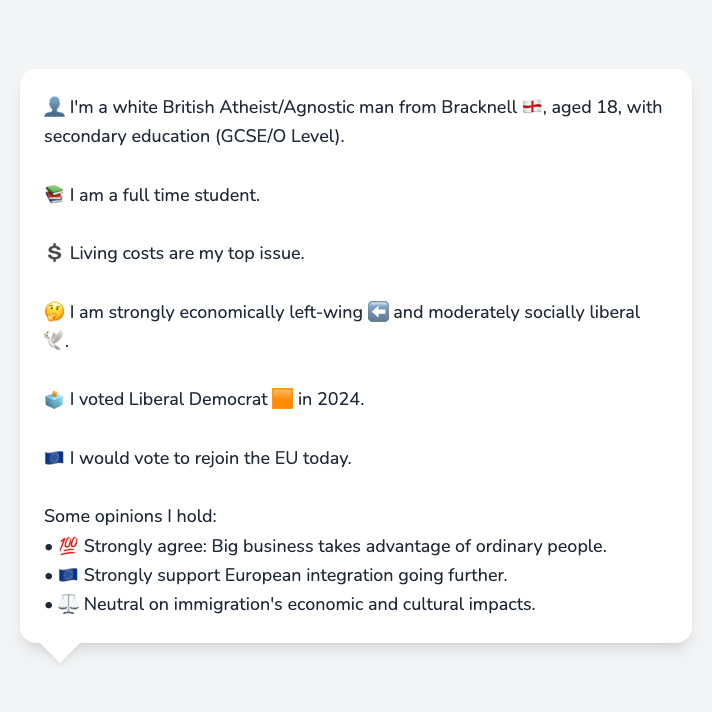 👤 I'm a white British Atheist/Agnostic man from Bracknell 🏴󠁧󠁢󠁥󠁮󠁧󠁿, aged 18, with
secondary education (GCSE/O Level).
📚 I am a full time student.
💲 Living costs are my top issue.
🤔 I am strongly economically left-wing ⬅️ and moderately socially liberal
🕊️.
🗳️ I voted Liberal Democrat 🟧 in 2024.
🇪🇺 I would vote to rejoin the EU today.
Some opinions I hold:
• 💯 Strongly agree: Big business takes advantage of ordinary people.
• 🇪🇺 Strongly support European integration going further.
• ⚖️ Neutral on immigration's economic and cultural impacts.